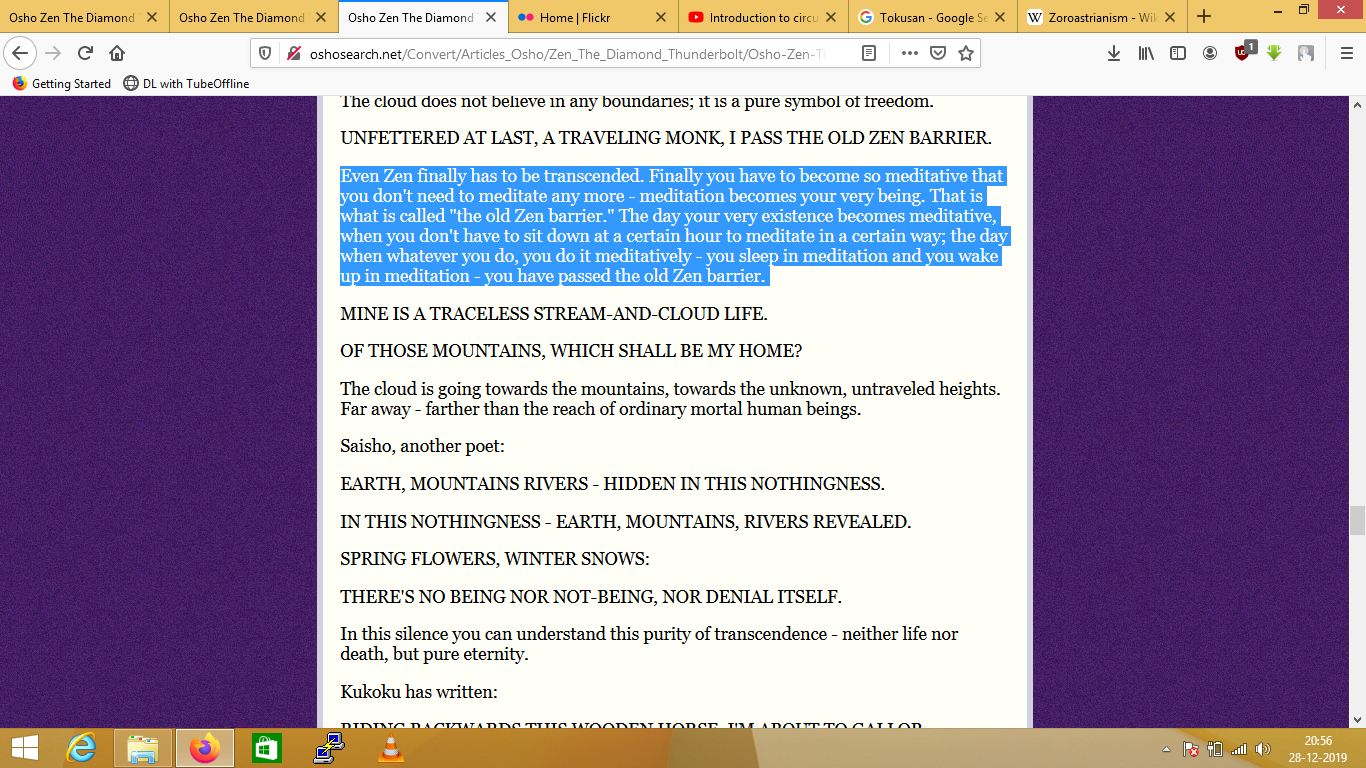 Osho Zen The Diamond
Osho Zen The Diamond
Osho Zen The Diamond
Home | Flickr
Introduction to circu
Tokusan - Google Se
Zoroastrianism - Wik
oshosearch.net/Convert/Articles_Osho/Zen_The_Diamond_Thunderbolt/Osho-Zen-T
1
Getting Started
DL with TubeOffline
The cloud does not believe in any boundaries; it is a pure symbol of freedom.
UNFETTERED AT LAST, A TRAVELING MONK, I PASS THE OLD ZEN BARRIER.
Even Zen finally has to be transcended. Finally you have to become so meditative that
you don't need to meditate any more - meditation becomes your very being. That is
what is called "the old Zen barrier." The day your very existence becomes meditative,
when you don't have to sit down at a certain hour to meditate in a certain way; the day
when whatever you do, you do it meditatively - you sleep in meditation and you wake
up in meditation - you have passed the old Zen barrier.
MINE IS A TRACELESS STREAM-AND-CLOUD LIFE.
OF THOSE MOUNTAINS, WHICH SHALL BE MY HOME?
The cloud is going towards the mountains, towards the unknown, untraveled heights.
Far away - farther than the reach of ordinary mortal human beings.
Saisho, another poet:
EARTH, MOUNTAINS RIVERS - HIDDEN IN THIS NOTHINGNESS.
IN THIS NOTHINGNESS - EARTH, MOUNTAINS, RIVERS REVEALED.
SPRING FLOWERS, WINTER SNOWS:
THERE'S NO BEING NOR NOT-BEING, NOR DENIAL ITSELF.
In this silence you can understand this purity of transcendence - neither life nor
death, but pure eternity.
Kukoku has written:
RIDING BACKWARDS THIS WOODEN HORSE, I'M ABOUT TO GALLOP
20:56
28-12-2019